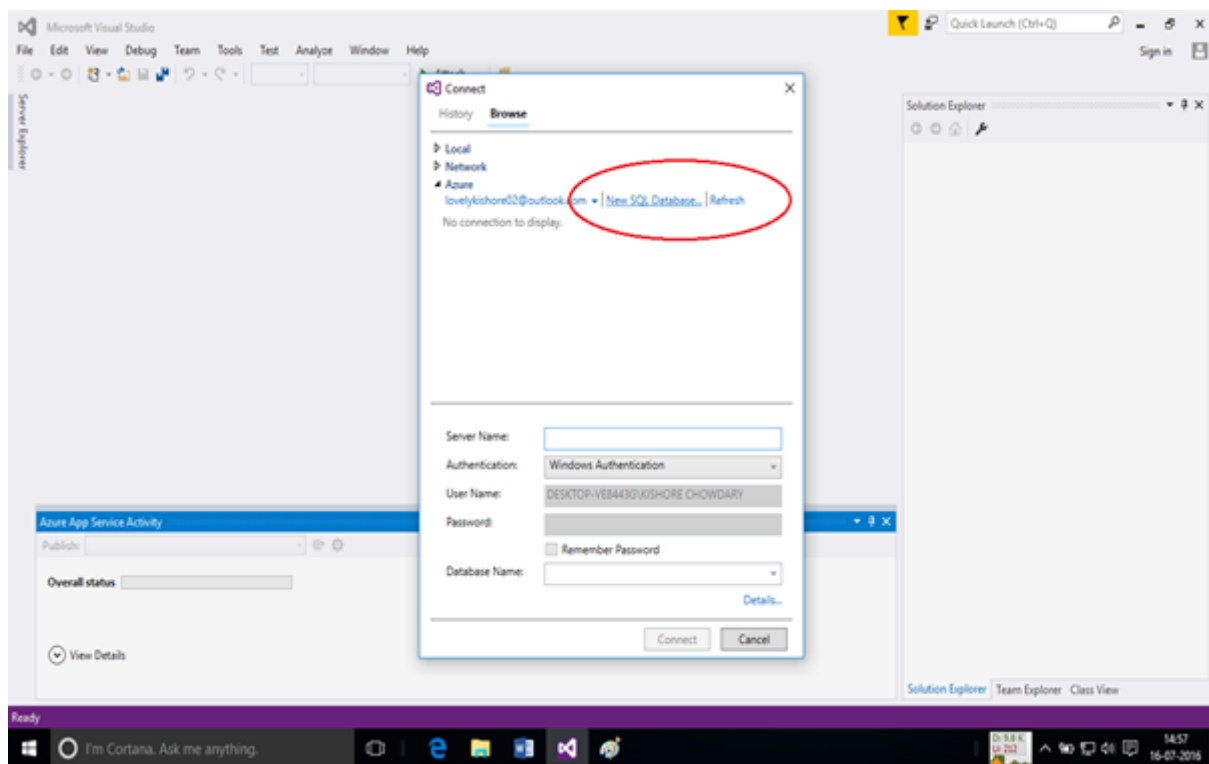 Microsoft Visual Studio
Quick Launch (Ctrl+Q)
File Edit View Debug Team Tools Test Analyze Window Help
Sign in
Server Explorer
Connect
History Browse
Local
Network
Azure
lovelykishore02@outlook.com New SQL Database... Refresh
No connection to display.
Server Name:
Authentication: Windows Authentication
User Name: DESKTOP-VE8443G\KISHORE CHOWDARY
Password:
Remember Password
Database Name:
Details...
Connect Cancel
Solution Explorer
Azure App Service Activity
Publish:
Overall status
View Details
Solution Explorer Team Explorer Class View
Ready
I'm Cortana. Ask me anything.
14:57
16-07-2016